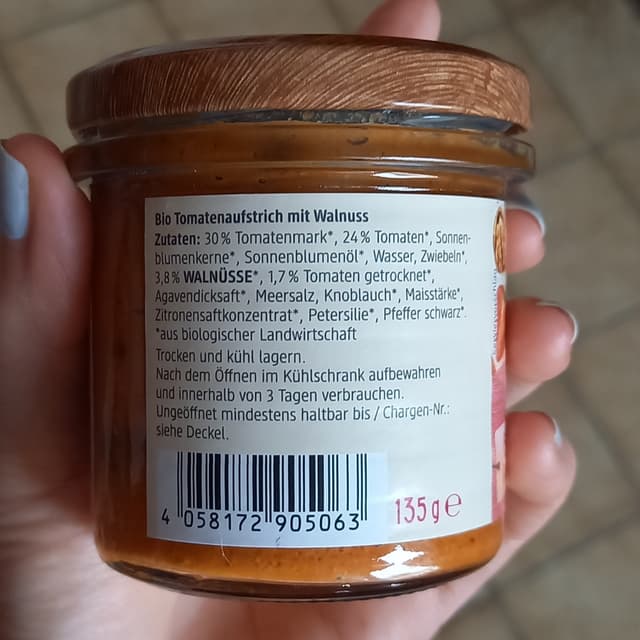 Bio Tomatenaufstrich mit Walnuss
Zutaten: 30 % Tomatenmark*, 24 % Tomaten*, Sonnen-
blumenkerne*, Sonnenblumenöl*, Wasser, Zwiebeln*,
3,8 % WALNÜSSE*, 1,7 % Tomaten getrocknet*,
Agavendicksaft*, Meersalz, Knoblauch*, Maisstärke*,
Zitronensaftkonzentrat*, Petersilie*, Pfeffer schwarz*.
*aus biologischer Landwirtschaft
Trocken und kühl lagern.
Nach dem Öffnen im Kühlschrank aufbewahren
und innerhalb von 3 Tagen verbrauchen.
Ungeöffnet mindestens haltbar bis / Chargen-Nr.:
siehe Deckel.
4 058172 905063
135 g ℮